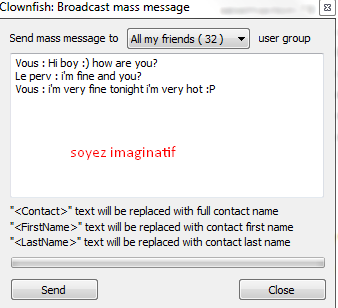 Clownfish: Broadcast mass message
Send mass message to All my friends ( 32 ) user group
Vous : Hi boy :) how are you?
Le perv : i'm fine and you?
Vous : i'm very fine tonight i'm very hot :P
soyez imaginatif
"<Contact>" text will be replaced with full contact name
"<FirstName>" text will be replaced with contact first name
"<LastName>" text will be replaced with contact last name
Send Close